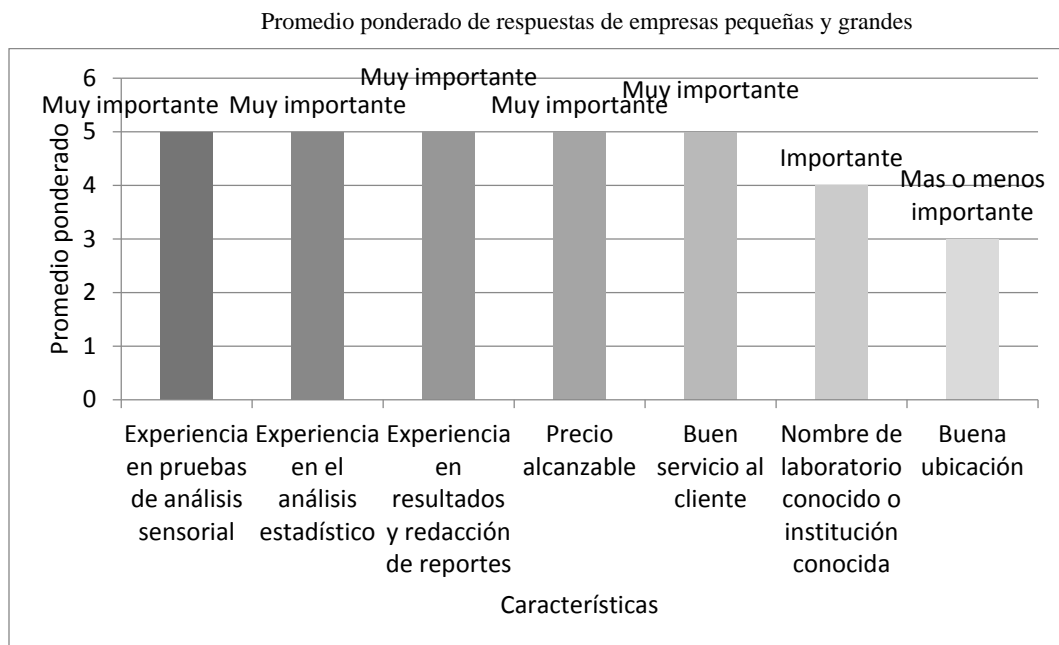 Promedio ponderado de respuestas de empresas pequeñas y grandes
Promedio ponderado
6
5
4
3
2
1
0
Muy importante
Muy importante
Muy importante
Muy importante
Muy importante
Importante
Mas o menos
importante
Experiencia
en pruebas
de análisis
sensorial
Experiencia
en el
análisis
estadístico
Experiencia
en
resultados
y redacción
de reportes
Precio
alcanzable
Buen
servicio al
cliente
Nombre de
laboratorio
conocido o
institución
conocida
Buena
ubicación
Características